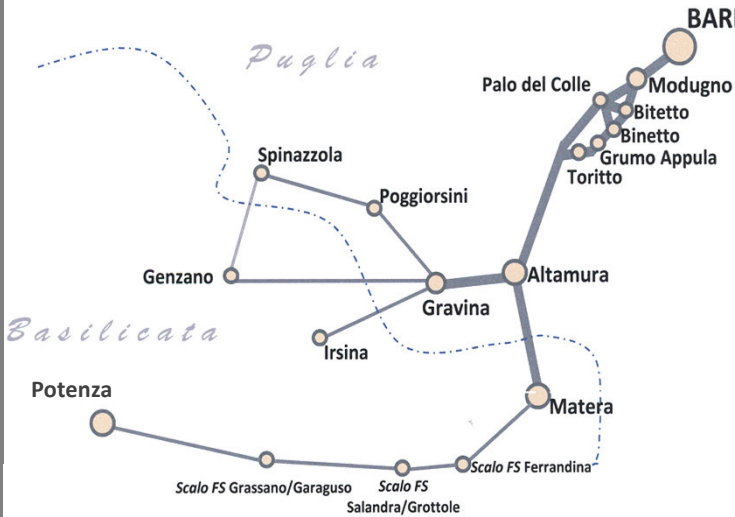 BARI
Puglia
Palo del Colle
Modugno
Bitetto
Binetto
Grumo Appula
Toritto
Spinazzola
Poggiorsini
Genzano
Altamura
Gravina
Basilicata
Irsina
Potenza
Matera
Scalo FS Ferrandina
Scalo FS Grassano/Garaguso
Scalo FS
Salandra/Grottole